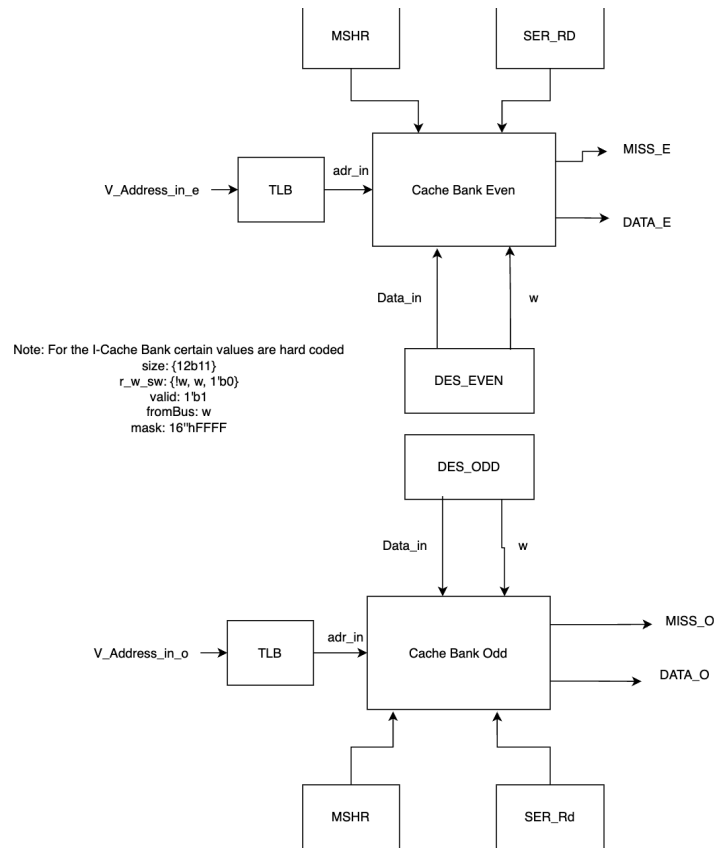 MSHR
SER_RD
V_Address_in_e
TLB
adr_in
Cache Bank Even
MISS_E
DATA_E
Data_in
w
DES_EVEN
Note: For the I-Cache Bank certain values are hard coded
size: {12b11}
r_w_sw: {!w, w, 1'b0}
valid: 1'b1
fromBus: w
mask: 16"hFFFF
DES_ODD
Data_in
w
V_Address_in_o
TLB
adr_in
Cache Bank Odd
MISS_O
DATA_O
MSHR
SER_Rd